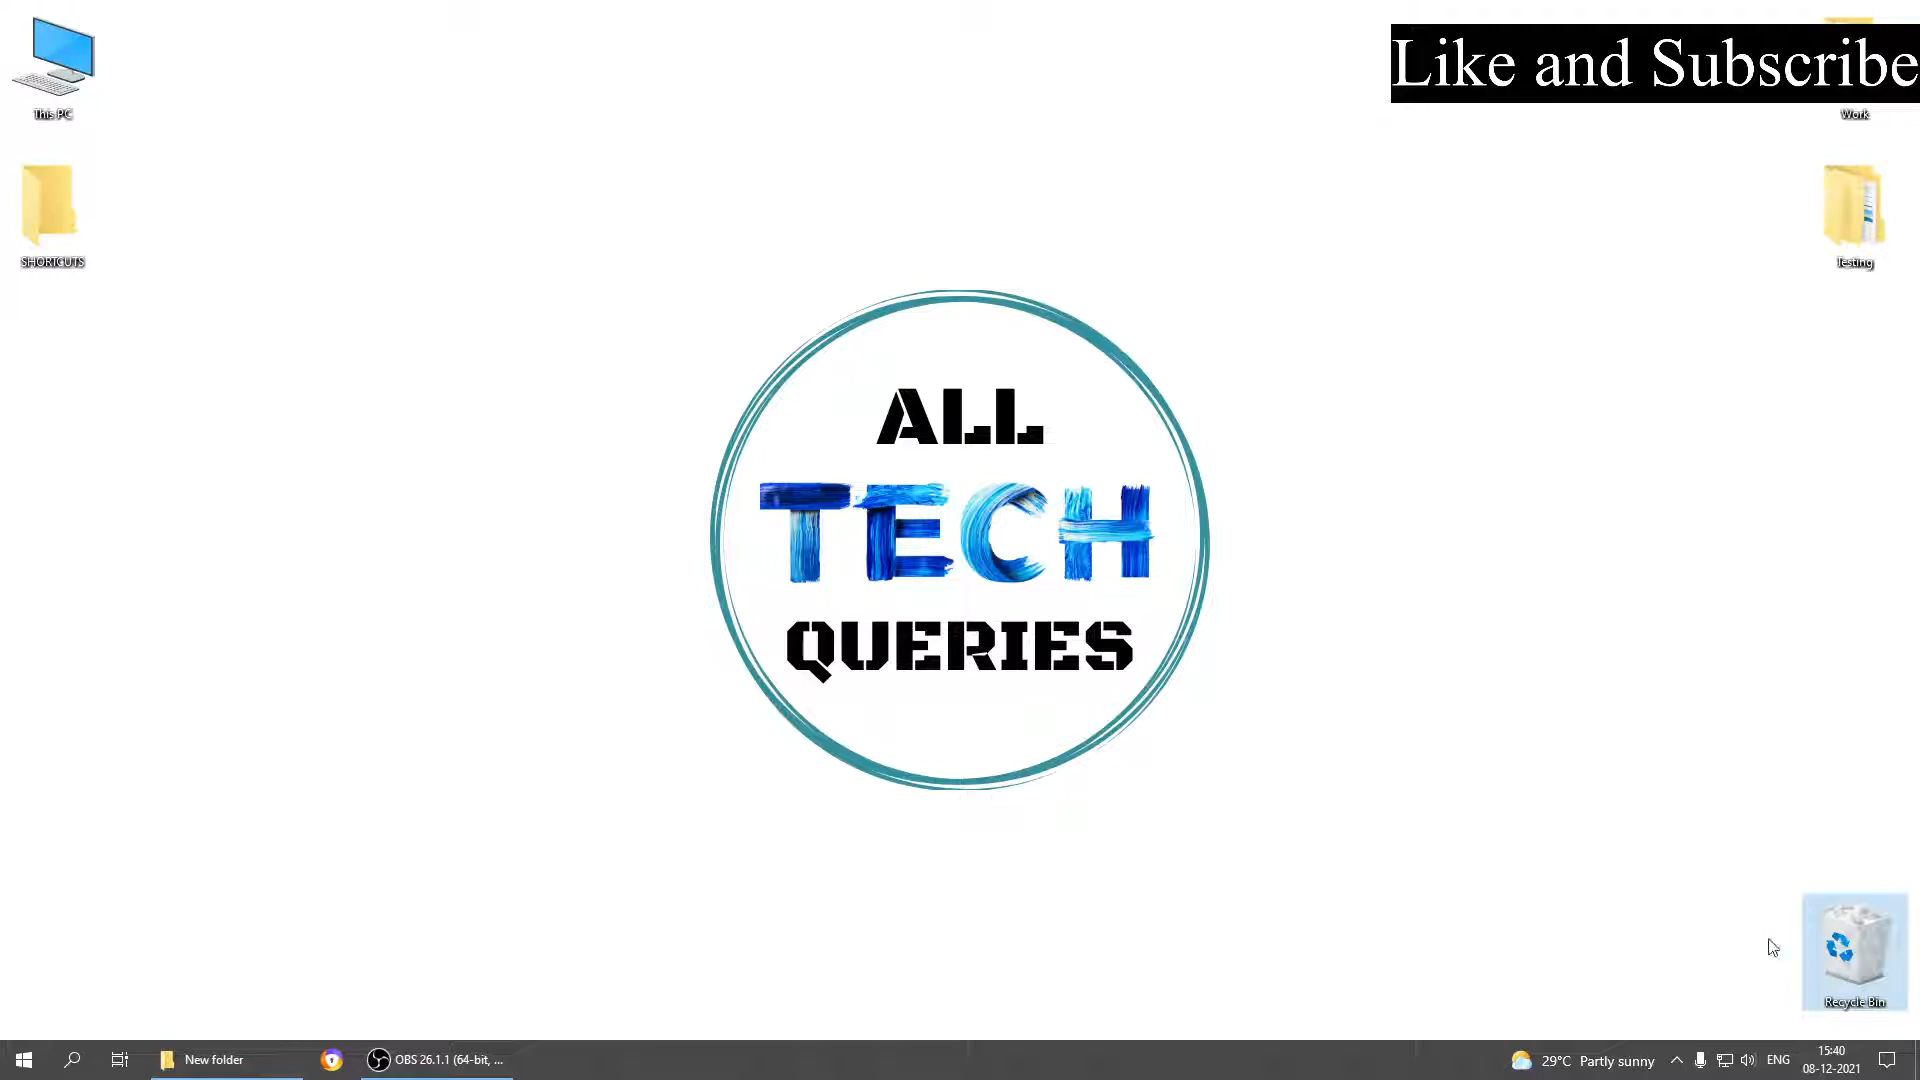 This PC
SHORTCUTS
Like and Subscribe
Work
Testing
ALL
TECH
QUERIES
Recycle Bin
New folder
OBS 26.1.1 (64-bit, ...
29°C Partly sunny
ENG
15:40
08-12-2021